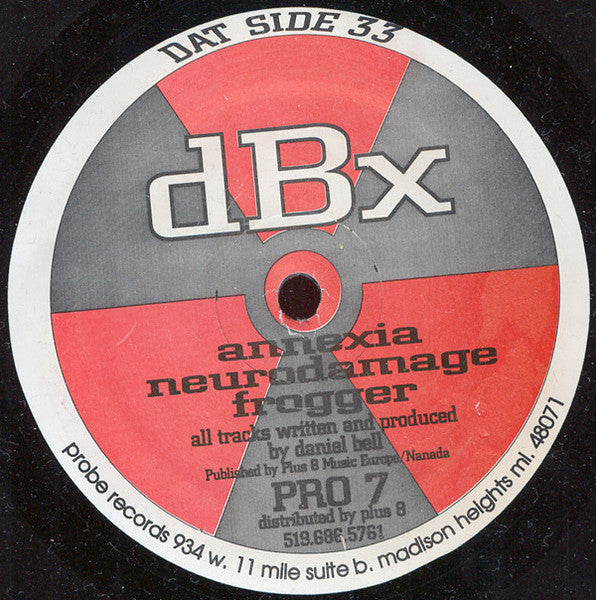 DAT SIDE 33
dBx
annexia
neurodamage
frogger
all tracks written and produced
by daniel bell
Published by Plus 8 Music Europe/Nanada
PRO 7
distributed by plus 8
519.686.5761
probe records 934 w. 11 mile suite b. madison heights mi. 48071